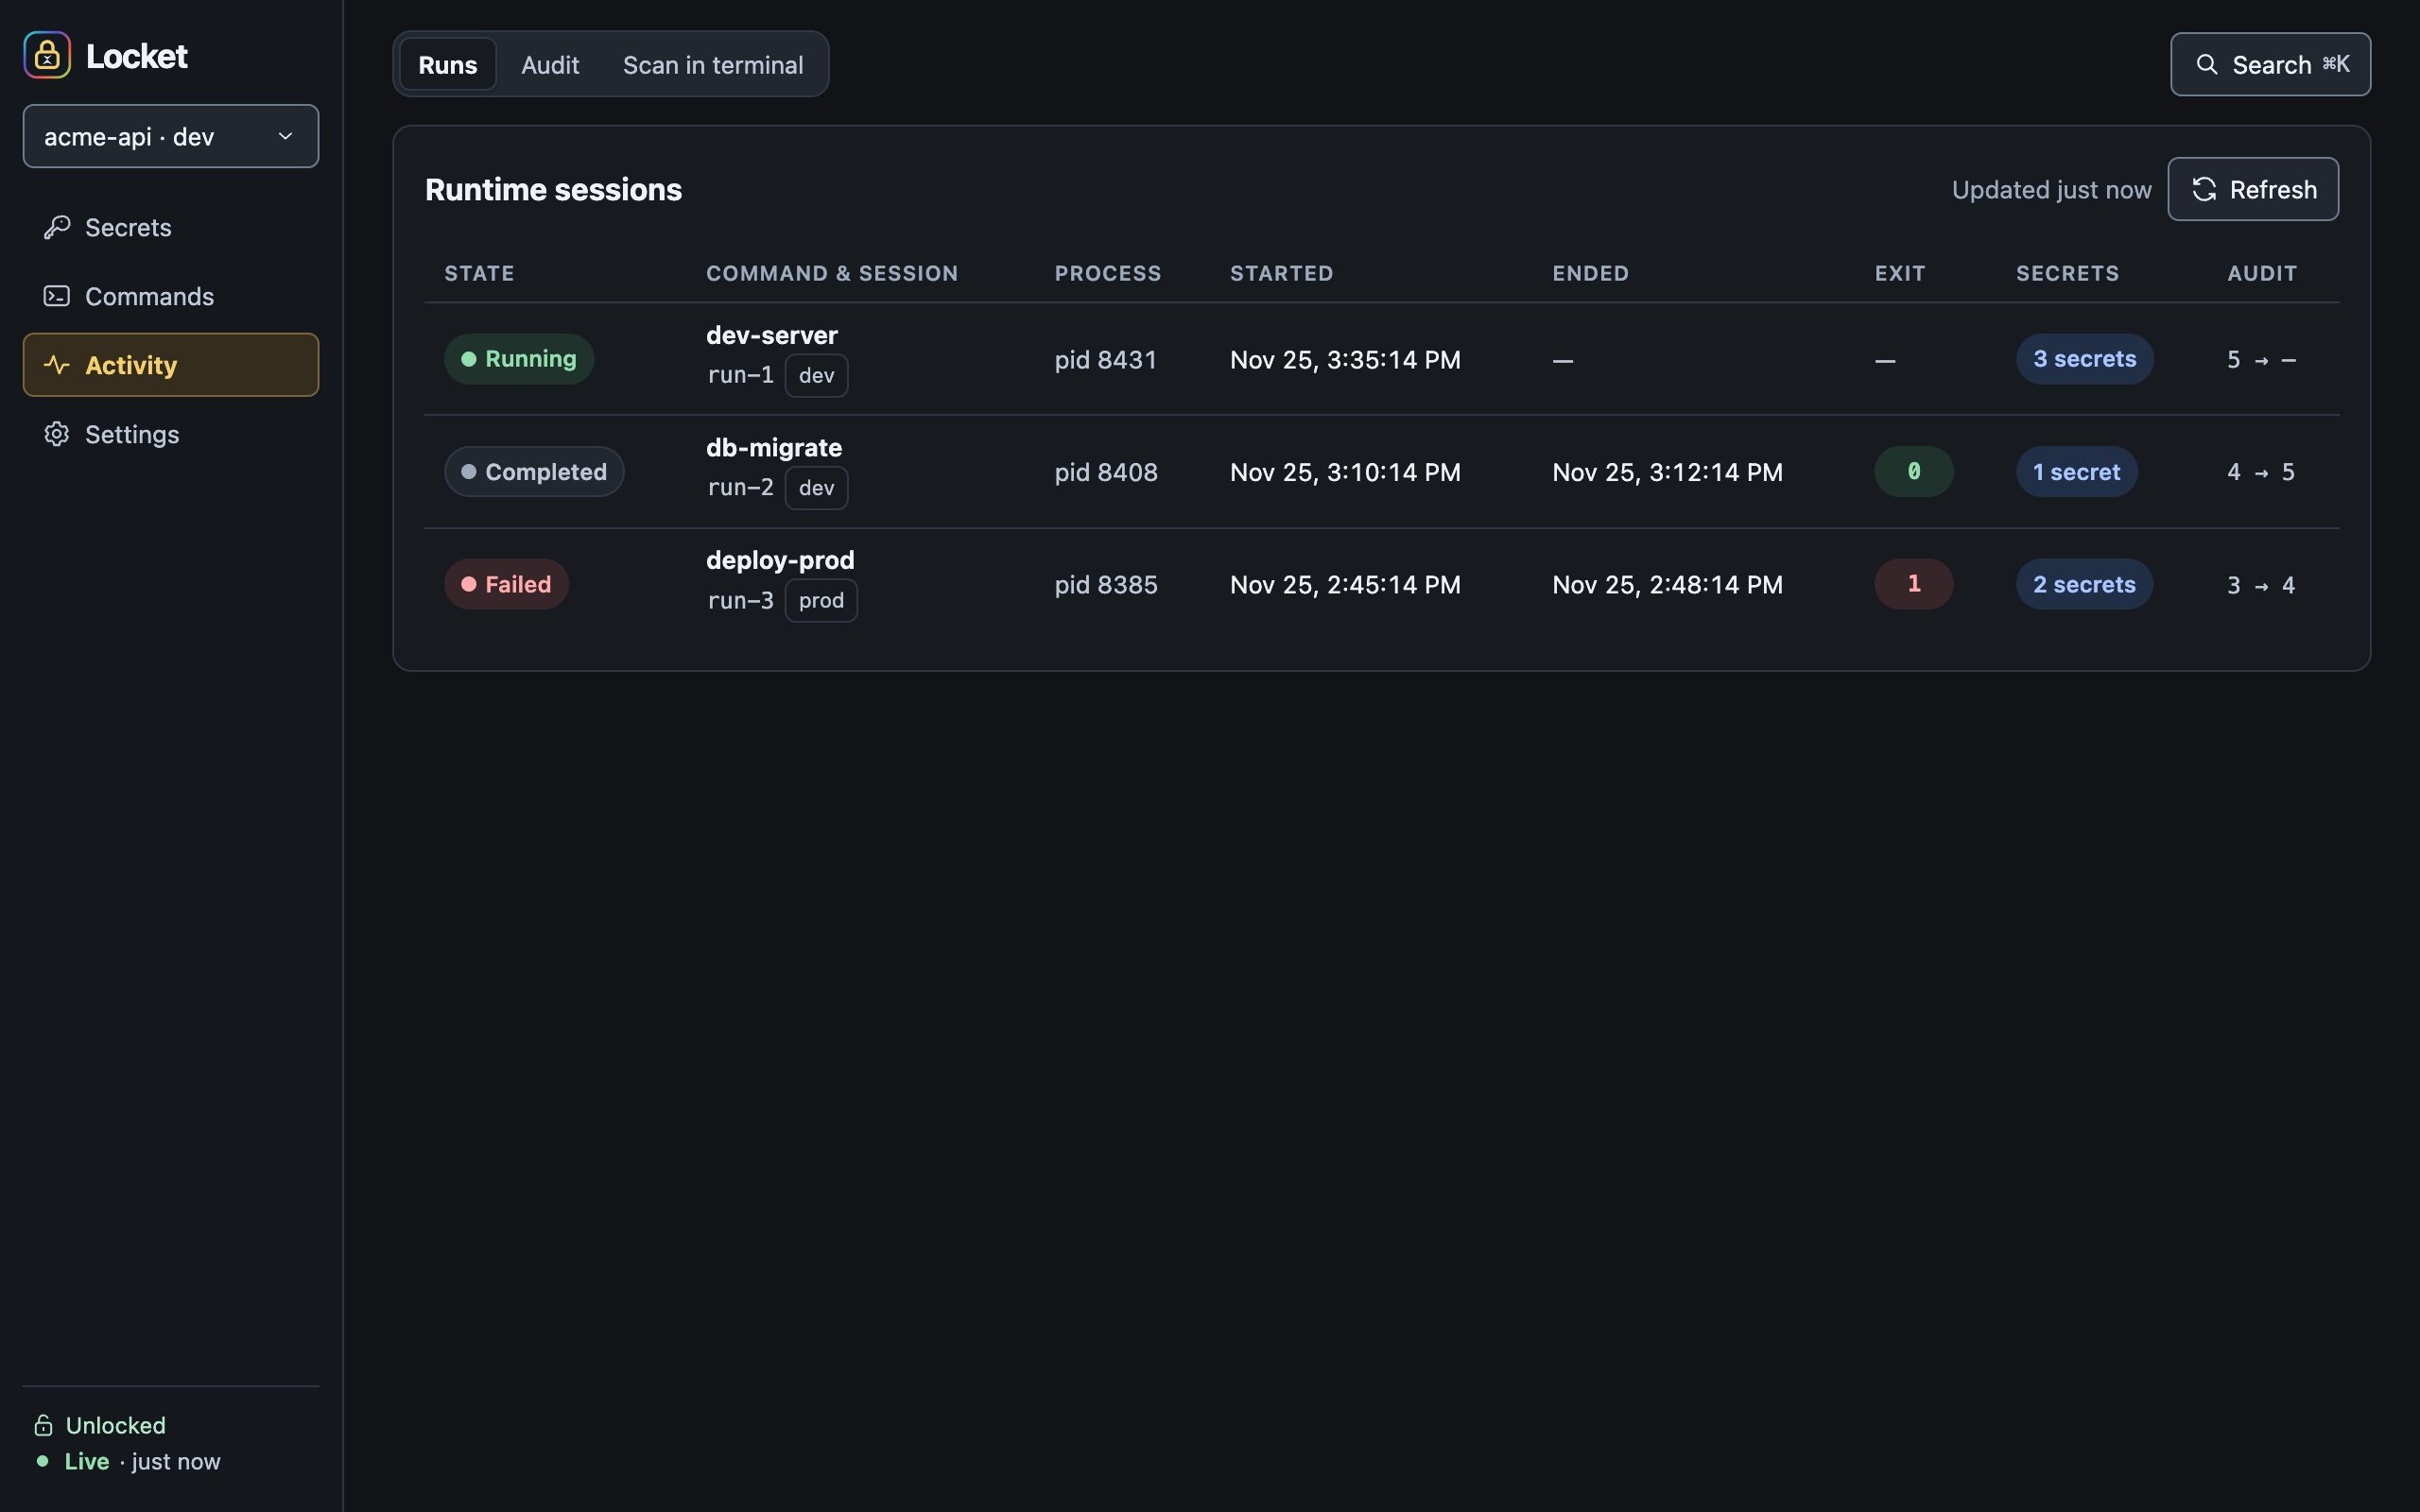 Locket
acme-api · dev
Secrets
Commands
Activity
Settings
Unlocked
Live · just now
Runs Audit Scan in terminal
Search ⌘K
Runtime sessions
Updated just now Refresh
STATE COMMAND & SESSION PROCESS STARTED ENDED EXIT SECRETS AUDIT
Running dev-server run-1 dev pid 8431 Nov 25, 3:35:14 PM — — 3 secrets 5 → —
Completed db-migrate run-2 dev pid 8408 Nov 25, 3:10:14 PM Nov 25, 3:12:14 PM 0 1 secret 4 → 5
Failed deploy-prod run-3 prod pid 8385 Nov 25, 2:45:14 PM Nov 25, 2:48:14 PM 1 2 secrets 3 → 4